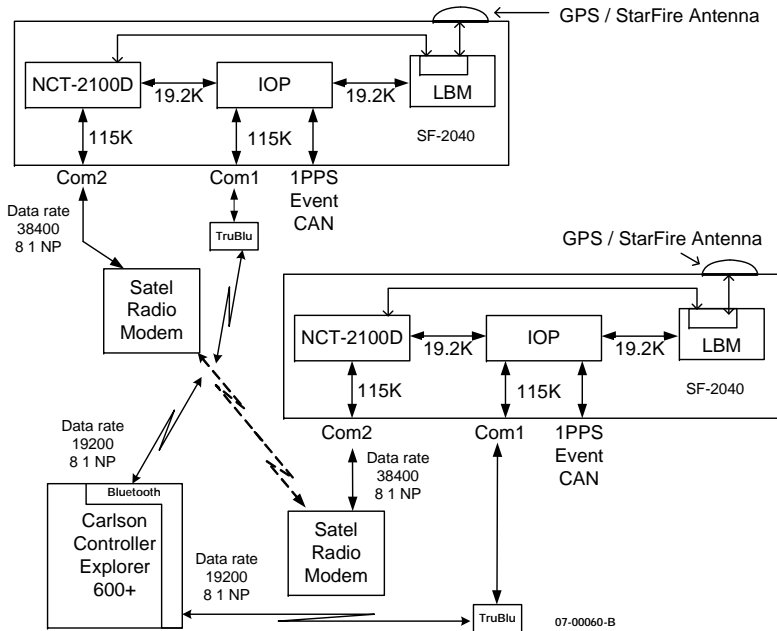 GPS / StarFire Antenna
NCT-2100D
19.2K
IOP
19.2K
LBM
115K
115K
SF-2040
Com2
Com1
1PPS
Event
CAN
Data rate
38400
8 1 NP
TruBlu
Satel
Radio
Modem
GPS / StarFire Antenna
NCT-2100D
19.2K
IOP
19.2K
LBM
115K
115K
SF-2040
Com2
Com1
1PPS
Event
CAN
Data rate
38400
8 1 NP
Data rate
19200
8 1 NP
Bluetooth
Carlson
Controller
Explorer
600+
Satel
Radio
Modem
Data rate
19200
8 1 NP
TruBlu
07-00060-B